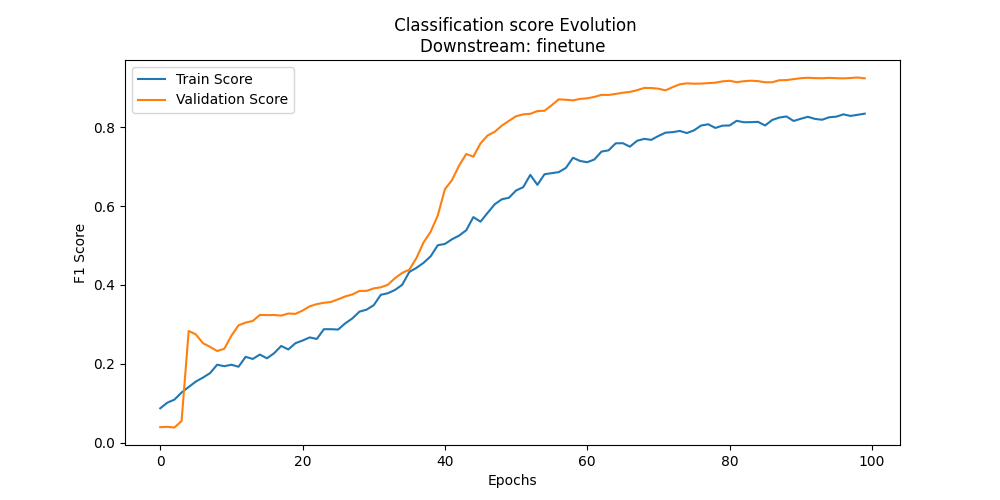 Classification score Evolution
Downstream: finetune
Train Score
Validation Score
F1 Score
0.8
0.6
0.4
0.2
0.0
0 20 40 60 80 100
Epochs